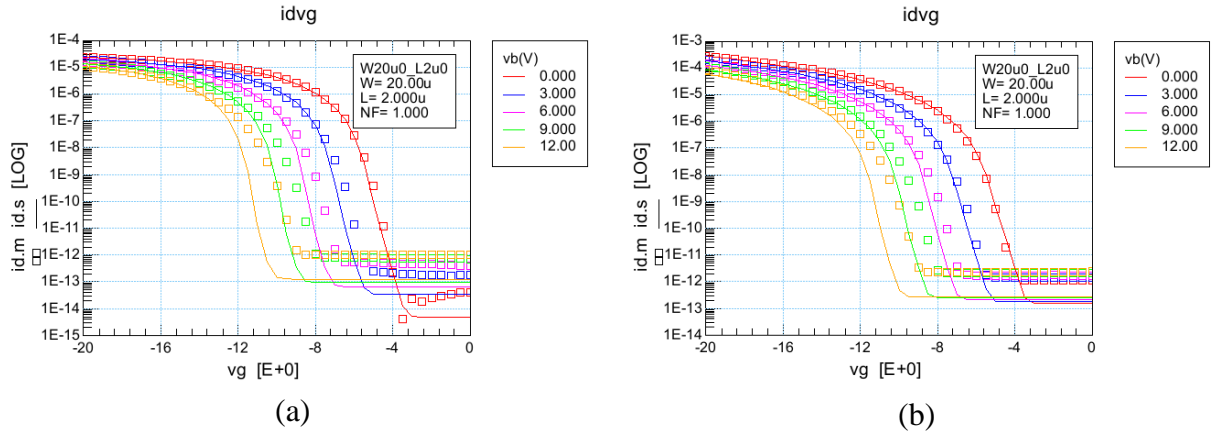 idvg
1E-4
1E-5
1E-6
1E-7
1E-8
1E-9
1E-10
1E-11
1E-12
1E-13
1E-14
1E-15
id.m id.s [LOG]
-20
-16
-12
-8
-4
0
vg [E+0]
W20u0_L2u0
W= 20.00u
L= 2.000u
NF= 1.000
vb(V)
0.000
3.000
6.000
9.000
12.00
(a)
idvg
1E-3
1E-4
1E-5
1E-6
1E-7
1E-8
1E-9
1E-10
1E-11
1E-12
1E-13
1E-14
id.m id.s [LOG]
-20
-16
-12
-8
-4
0
vg [E+0]
W20u0_L2u0
W= 20.00u
L= 2.000u
NF= 1.000
vb(V)
0.000
3.000
6.000
9.000
12.00
(b)